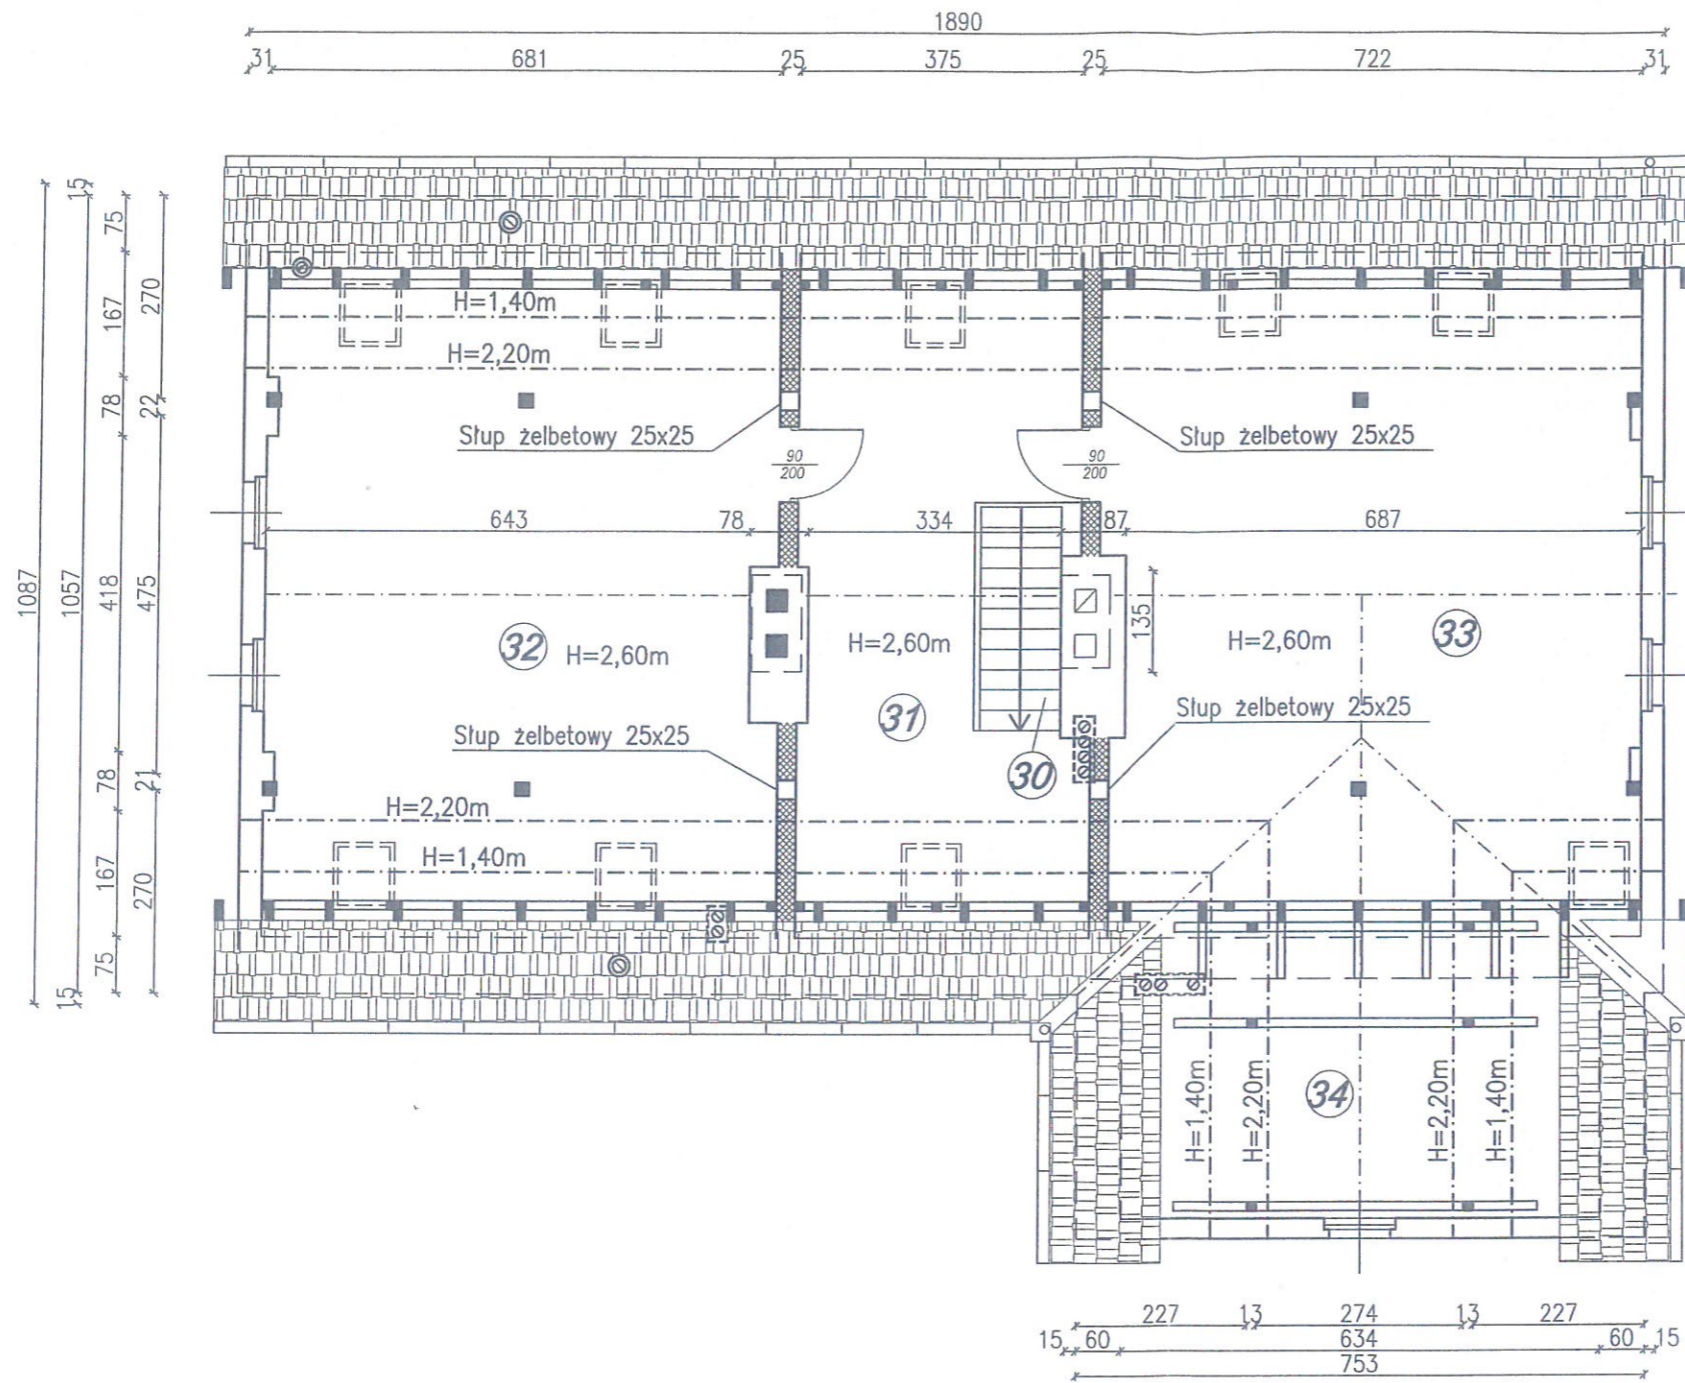 1890
31 681 25 375 25 722 31
15
75
167
270
78
22
1087
1057
418
475
78
21
167
270
75
15
H=1,40m
H=2,20m
Słup żelbetowy 25x25
Słup żelbetowy 25x25
90
200
90
200
643 78 334 87 687
135
32 H=2,60m
H=2,60m
H=2,60m 33
31
30
Słup żelbetowy 25x25
Słup żelbetowy 25x25
H=2,20m
H=1,40m
H=1,40m
H=2,20m
34
H=2,20m
H=1,40m
227 13 274 13 227
15 60 634 60 15
753